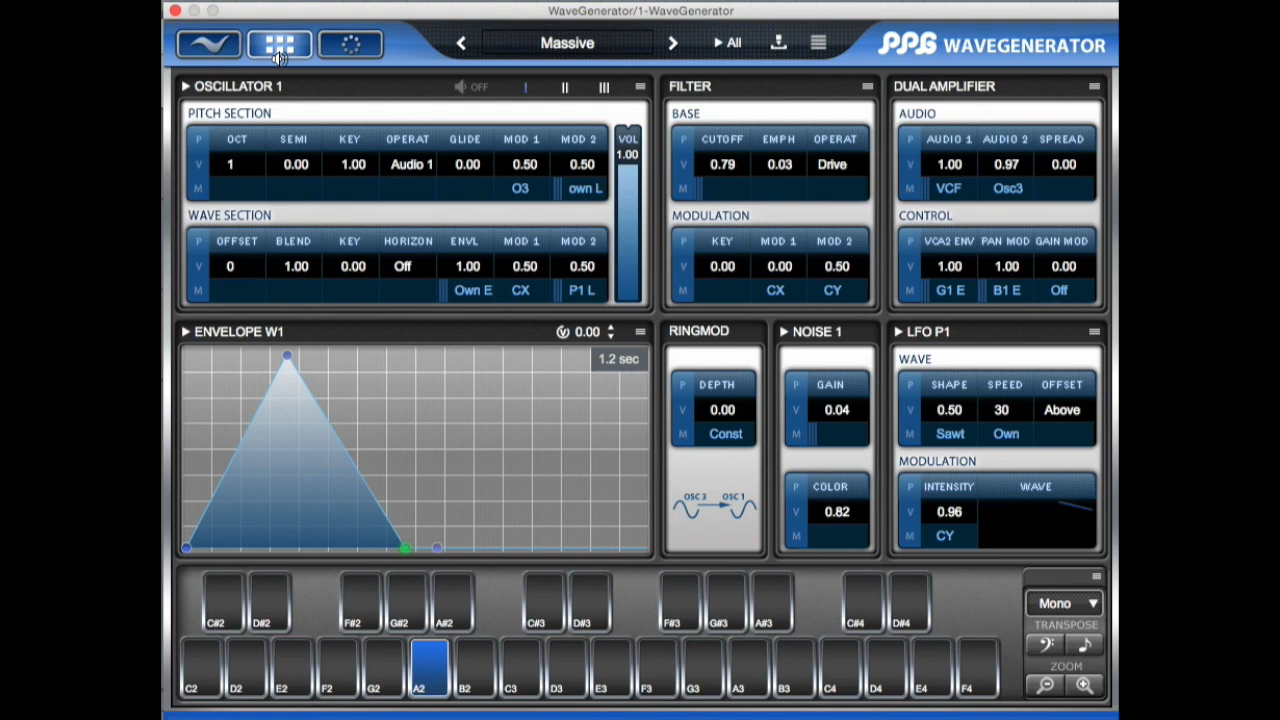 WaveGenerator/1-WaveGenerator
Massive
All
PPG WAVEGENERATOR
OSCILLATOR 1
OFF
I
II
III
PITCH SECTION
P OCT SEMI KEY OPERAT GLIDE MOD 1 MOD 2
V 1 0.00 1.00 Audio 1 0.00 0.50 0.50
M O3 own L
VOL
1.00
WAVE SECTION
P OFFSET BLEND KEY HORIZON ENVL MOD 1 MOD 2
V 0 1.00 0.00 Off 1.00 0.50 0.50
M Own E CX P1 L
FILTER
BASE
P CUTOFF EMPH OPERAT
V 0.79 0.03 Drive
M
MODULATION
P KEY MOD 1 MOD 2
V 0.00 0.00 0.50
M CX CY
DUAL AMPLIFIER
AUDIO
P AUDIO 1 AUDIO 2 SPREAD
V 1.00 0.97 0.00
M VCF Osc3
CONTROL
P VCA2 ENV PAN MOD GAIN MOD
V 1.00 1.00 0.00
M G1 E B1 E Off
ENVELOPE W1
0.00
1.2 sec
RINGMOD
P DEPTH
V 0.00
M Const
OSC 3 OSC 1
NOISE 1
P GAIN
V 0.04
M
P COLOR
V 0.82
M
LFO P1
WAVE
P SHAPE SPEED OFFSET
V 0.50 30 Above
M Sawt Own
MODULATION
P INTENSITY WAVE
V 0.96
M CY
C#2 D#2 F#2 G#2 A#2 C#3 D#3 F#3 G#3 A#3 C#4 D#4
C2 D2 E2 F2 G2 A2 B2 C3 D3 E3 F3 G3 A3 B3 C4 D4 E4 F4
Mono
TRANSPOSE
ZOOM